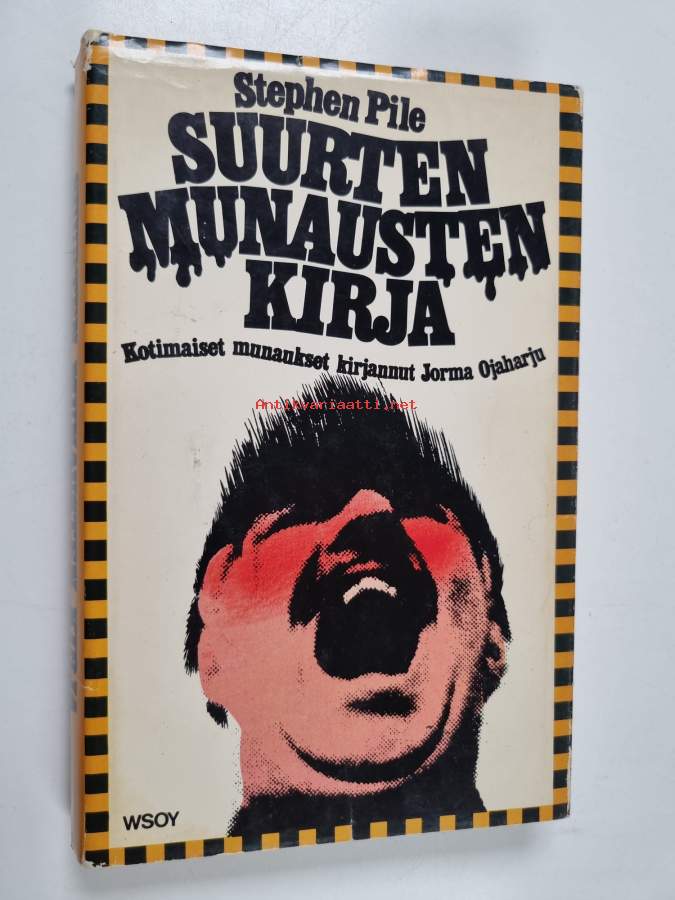 Stephen Pile
SUURTEN
MUNAUSTEN
KIRJA
Kotimaiset munaukset kirjannut Jorma Ojaharju
Antikvariaatti.net
WSOY